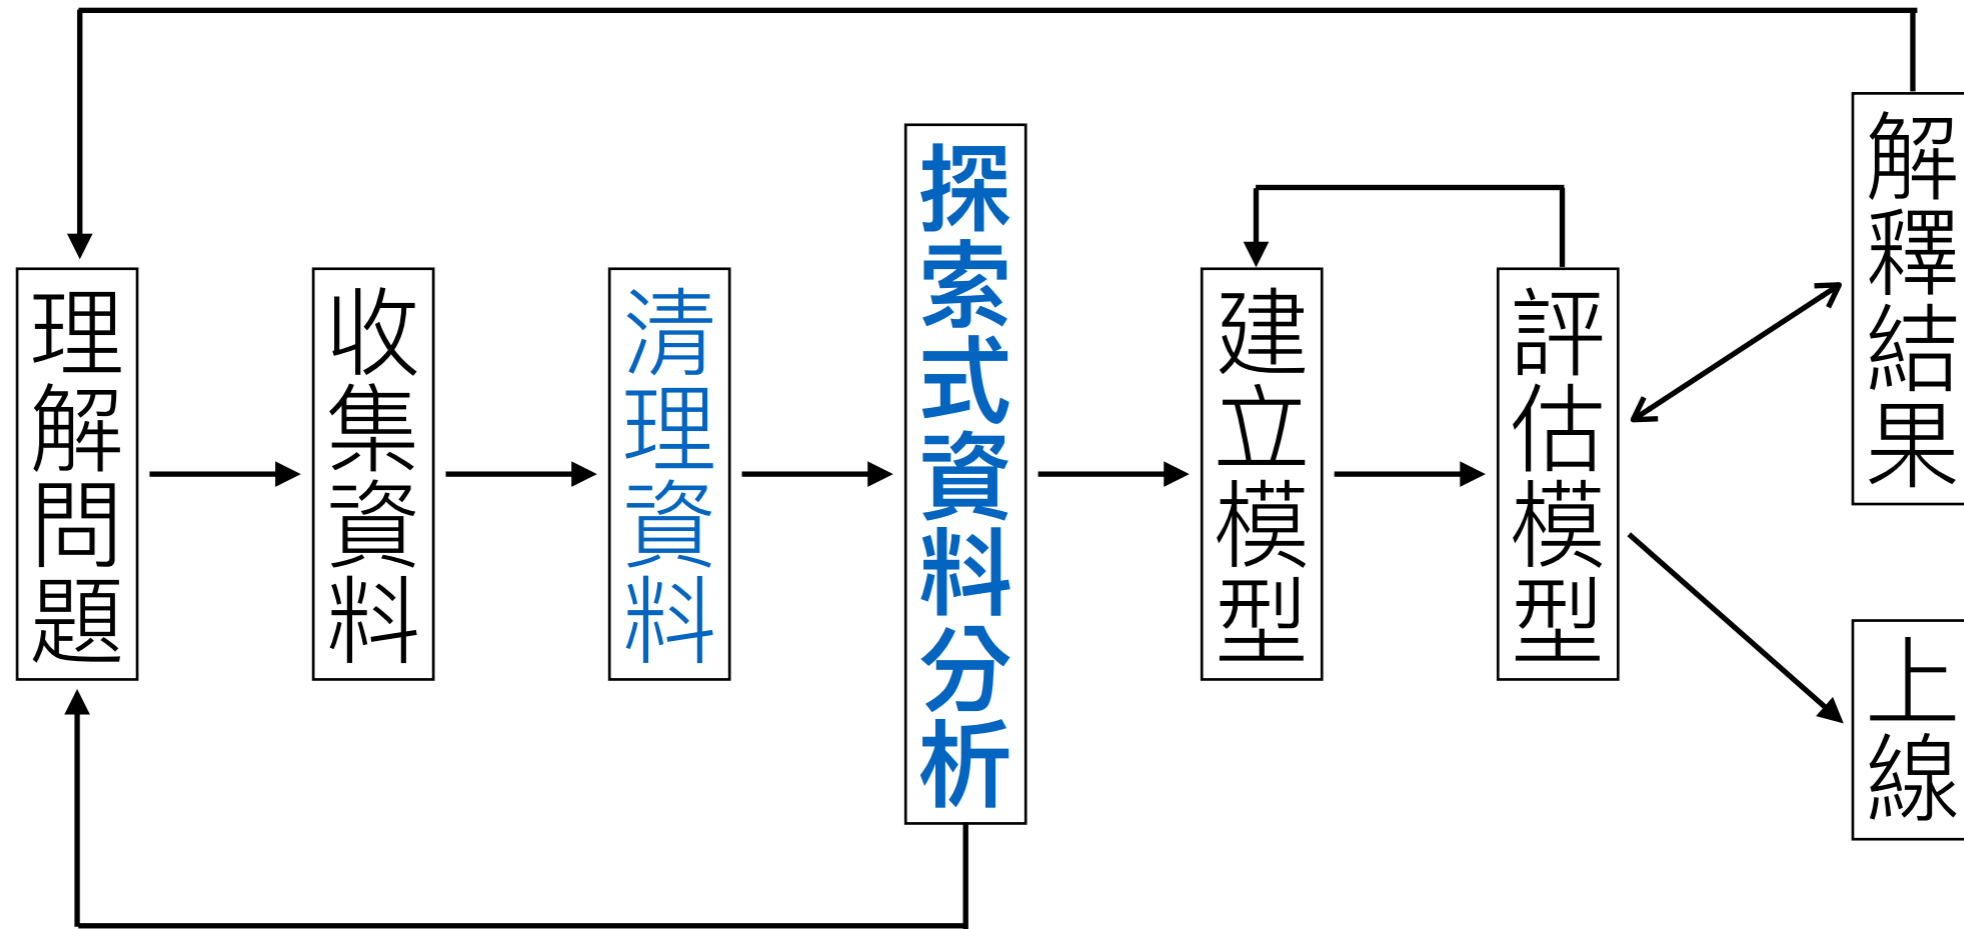 理解問題
收集資料
清理資料
探索式資料分析
建立模型
評估模型
解釋結果
上線